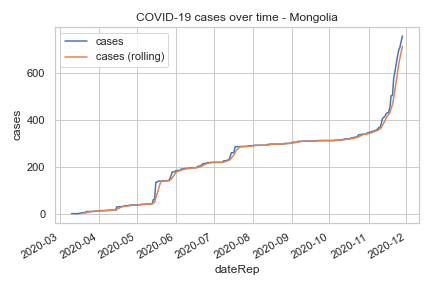 COVID-19 cases over time - Mongolia
cases
cases (rolling)
600
400
200
0
cases
2020-03
2020-04
2020-05
2020-06
2020-07
2020-08
2020-09
2020-10
2020-11
2020-12
dateRep